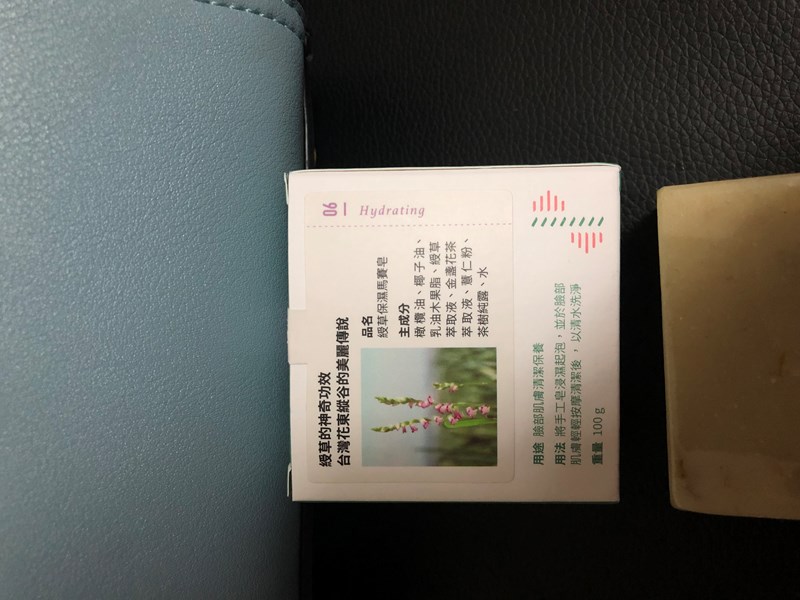 06
Hydrating
綬草的神奇功效
台灣花東縱谷的美麗傳說
品名
綬草保濕馬賽皂
主成分
橄欖油、椰子油、
乳油木果脂、綬草
萃取液、金盞花茶
萃取液、薏仁粉、
茶樹純露、水
用途 臉部肌膚清潔保養
用法 將手工皂浸濕起泡，並於臉部
肌膚輕輕按摩清潔後，以清水洗淨
重量 100 g